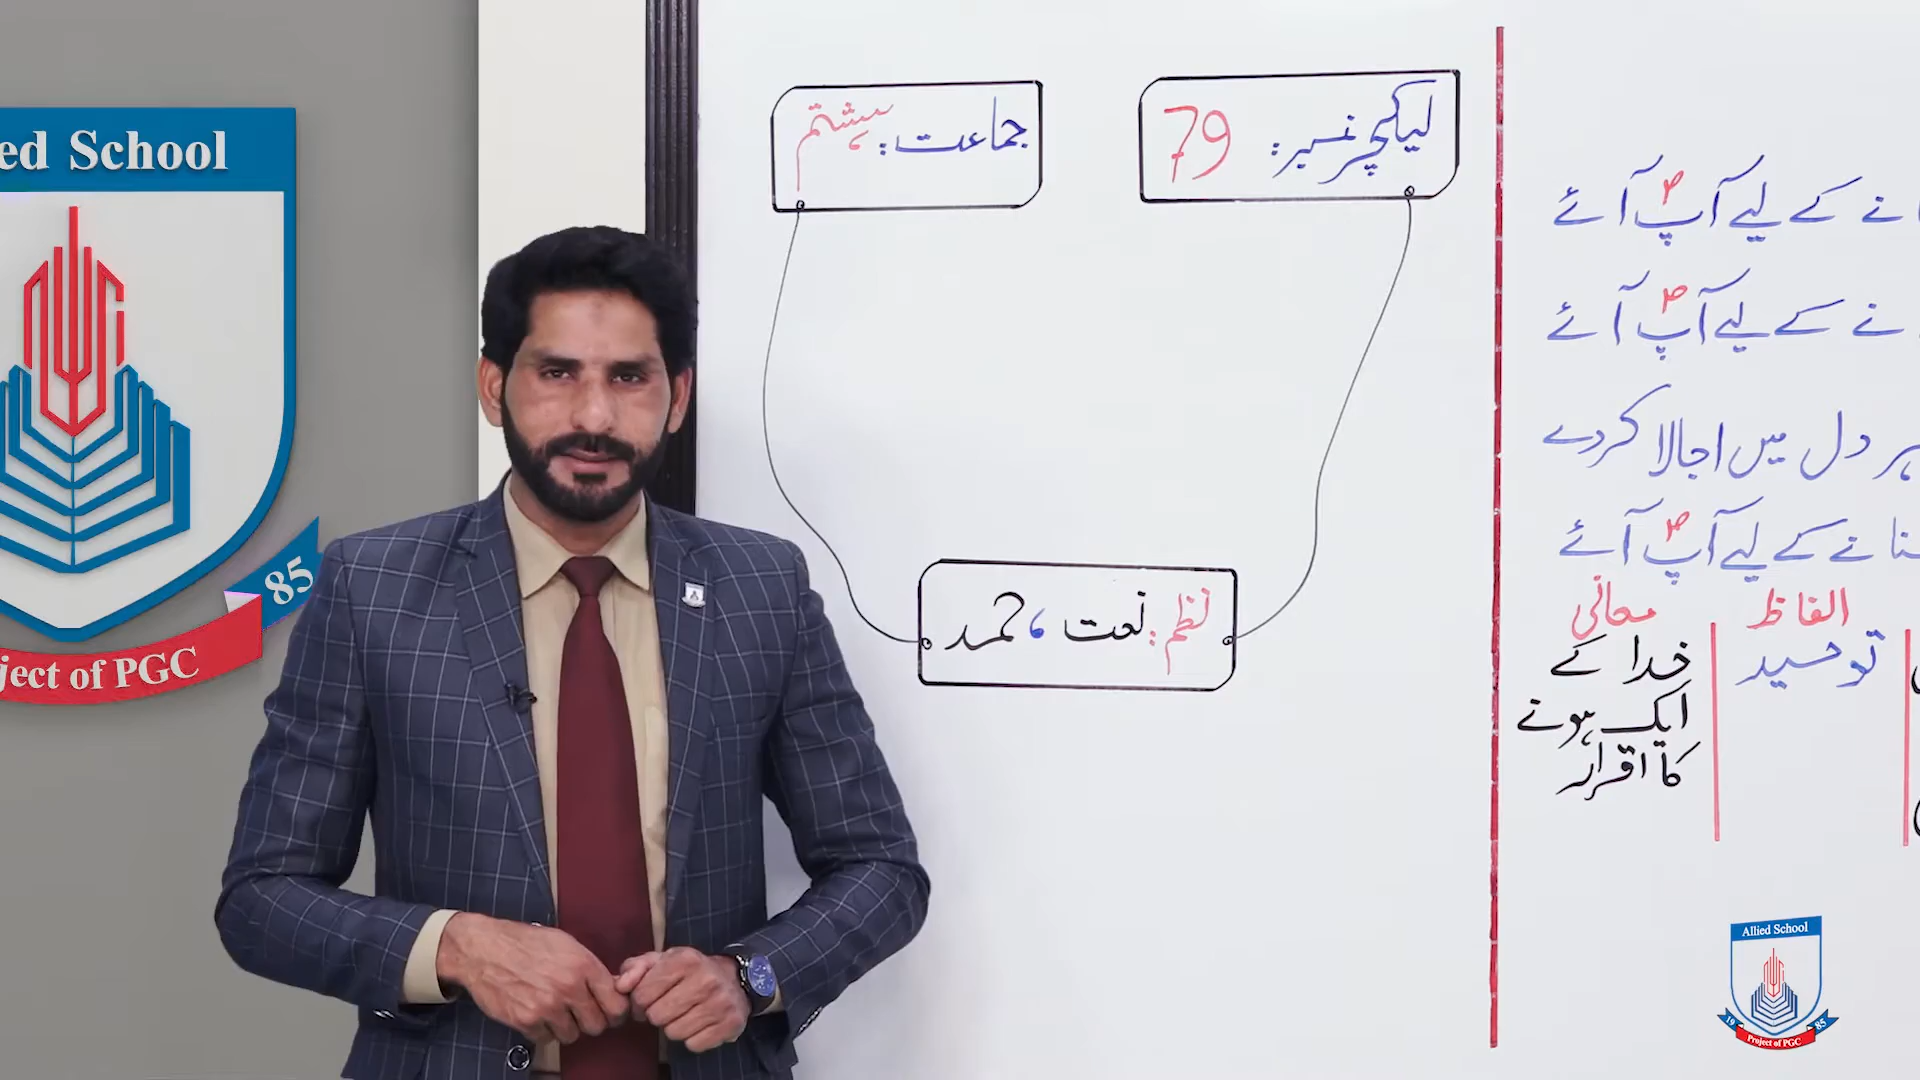 ed School
85
ject of PGC
لیکچر نمبر: 79
جماعت: ہشتم
نظم: نعت، حمد
نے کے لیے آپؐ آئے
نے کے لیے آپؐ آئے
ہر دل میں اجالا کر دے
نے کے لیے آپؐ آئے
الفاظ معانی
توحید خدا کے
ایک ہونے
کا اقرار
Allied School
19 85
Project of PGC